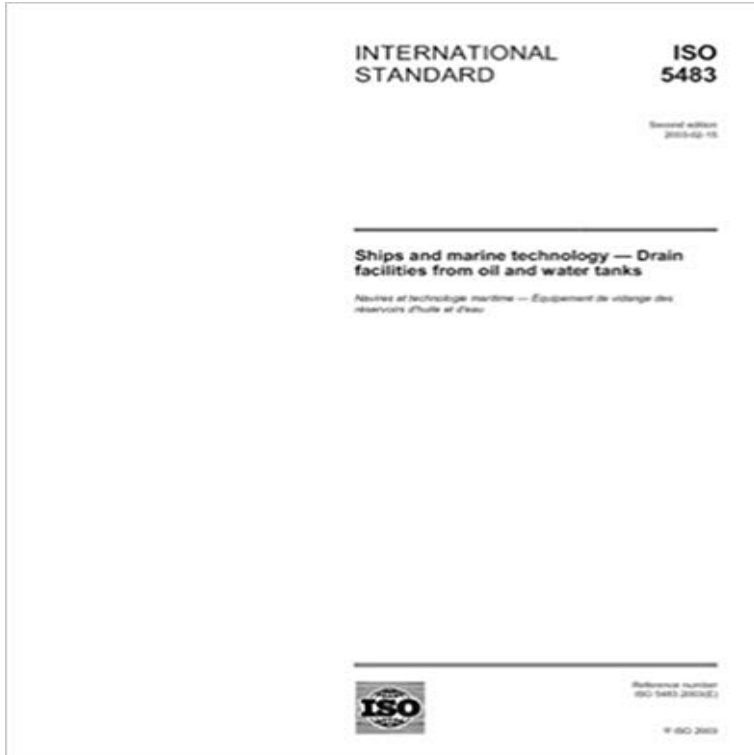 INTERNATIONAL
STANDARD
ISO
5483
Second edition
2003-02-15
Ships and marine technology — Drain
facilities from oil and water tanks
Navires et technologie maritime — Équipement de vidange des
réservoirs d'huile et d'eau
ISO
Reference number
ISO 5483:2003(E)
© ISO 2003